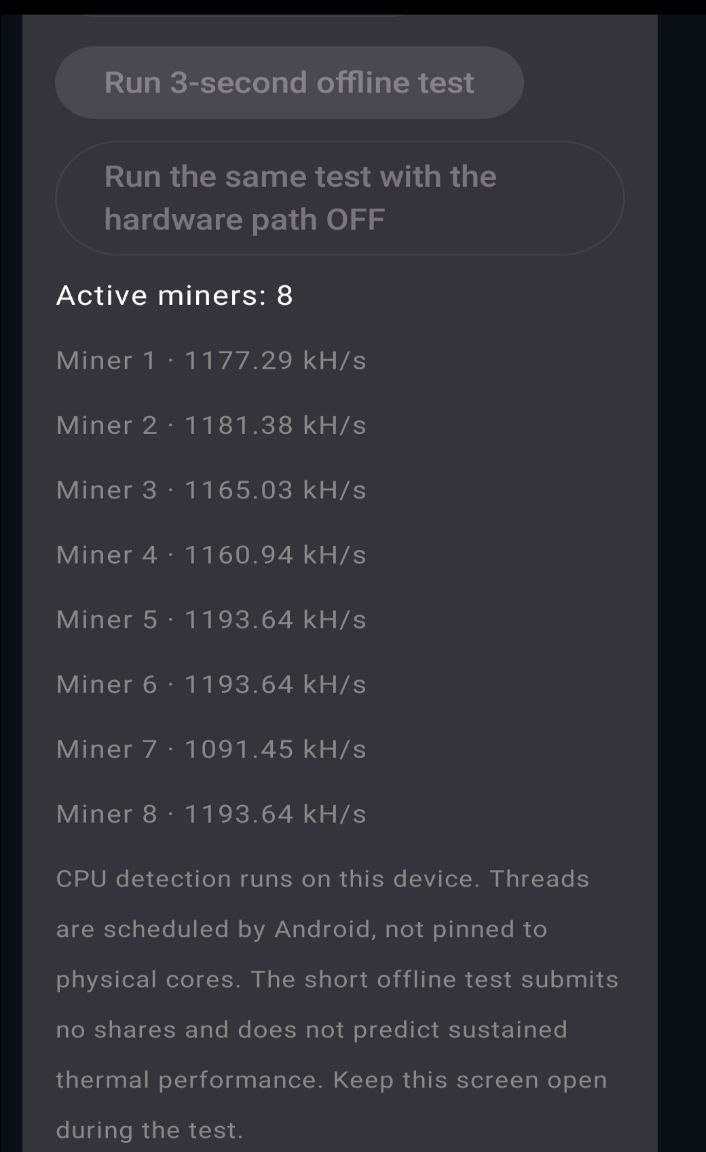 Run 3-second offline test
Run the same test with the
hardware path OFF
Active miners: 8
Miner 1 · 1177.29 kH/s
Miner 2 · 1181.38 kH/s
Miner 3 · 1165.03 kH/s
Miner 4 · 1160.94 kH/s
Miner 5 · 1193.64 kH/s
Miner 6 · 1193.64 kH/s
Miner 7 · 1091.45 kH/s
Miner 8 · 1193.64 kH/s
CPU detection runs on this device. Threads
are scheduled by Android, not pinned to
physical cores. The short offline test submits
no shares and does not predict sustained
thermal performance. Keep this screen open
during the test.